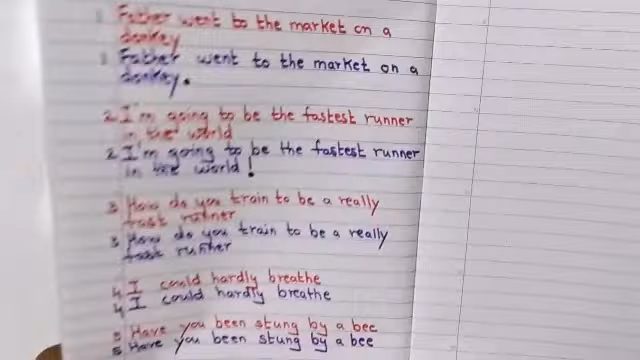 1 Father went to the market on a
donkey
1 Father went to the market on a
donkey.
2 I'm going to be the fastest runner
in the world
2 I'm going to be the fastest runner
in the world!
3 How do you train to be a really
fast runner
3 How do you train to be a really
fast runner
4 I could hardly breathe
4 I could hardly breathe
5 Have you been stung by a bee
5 Have you been stung by a bee